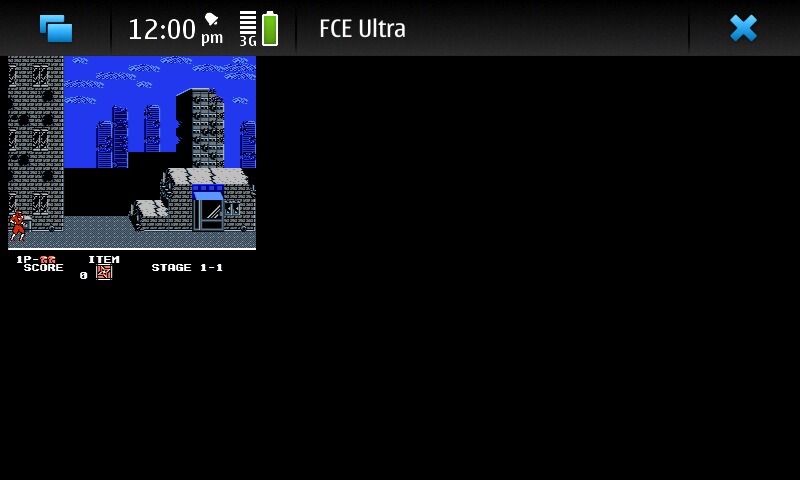 12:00 pm
3G
FCE Ultra
1P- ITEM
SCORE 0
STAGE 1-1